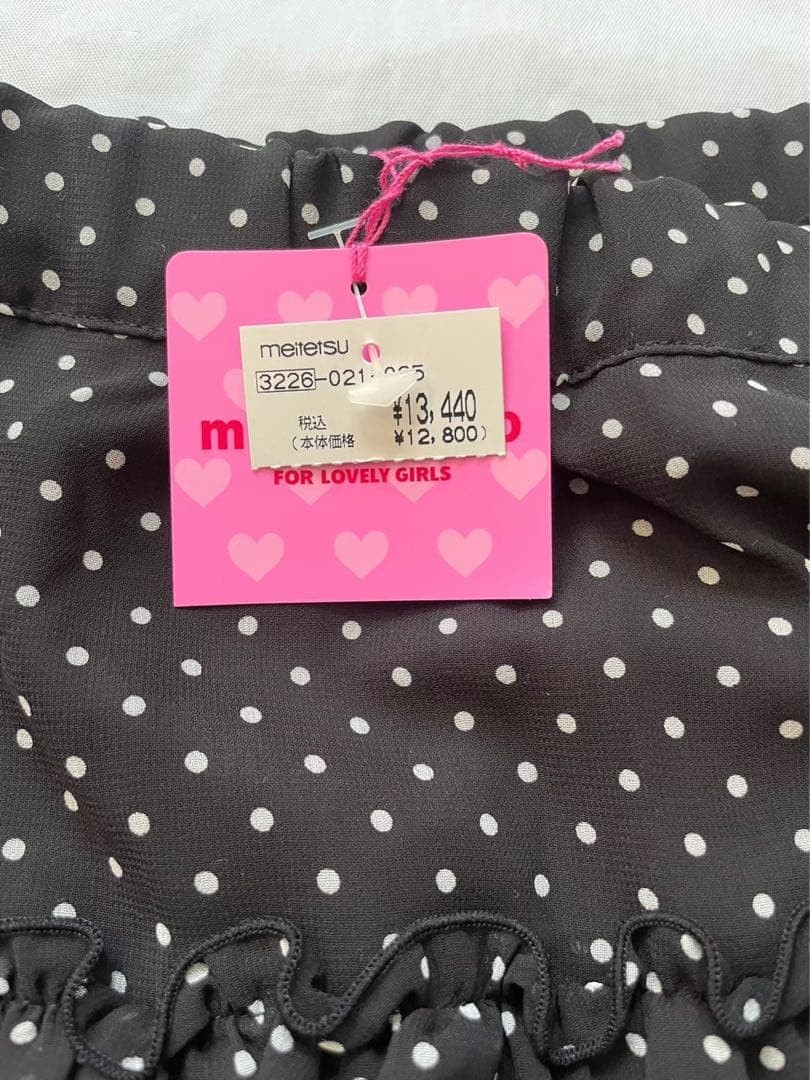 meitetsu
3226-021-
税込 ¥13,440
(本体価格 ¥12,800)
FOR LOVELY GIRLS